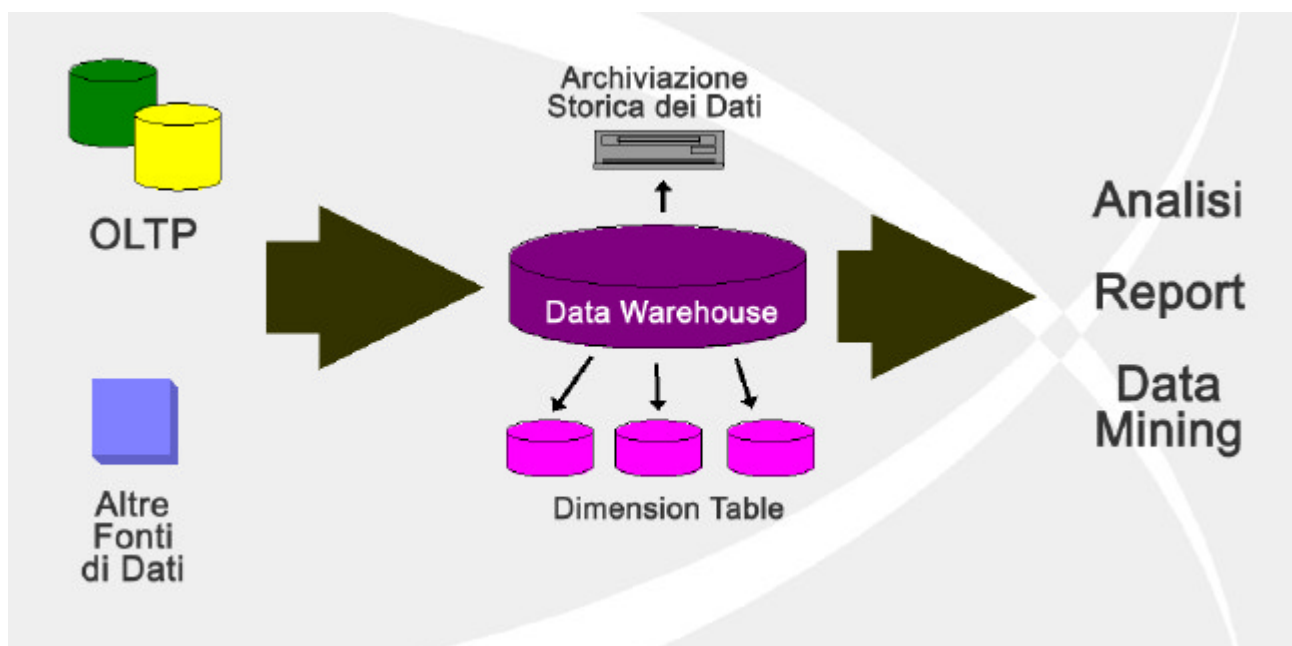 OLTP
Altre
Fonti
di Dati
Archiviazione
Storica dei Dati
Data Warehouse
Dimension Table
Analisi
Report
Data
Mining